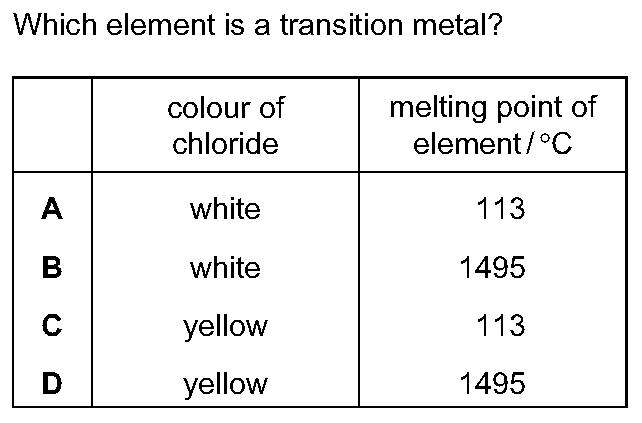 Which element is a transition metal?
colour of chloride melting point of element / °C
A white 113
B white 1495
C yellow 113
D yellow 1495